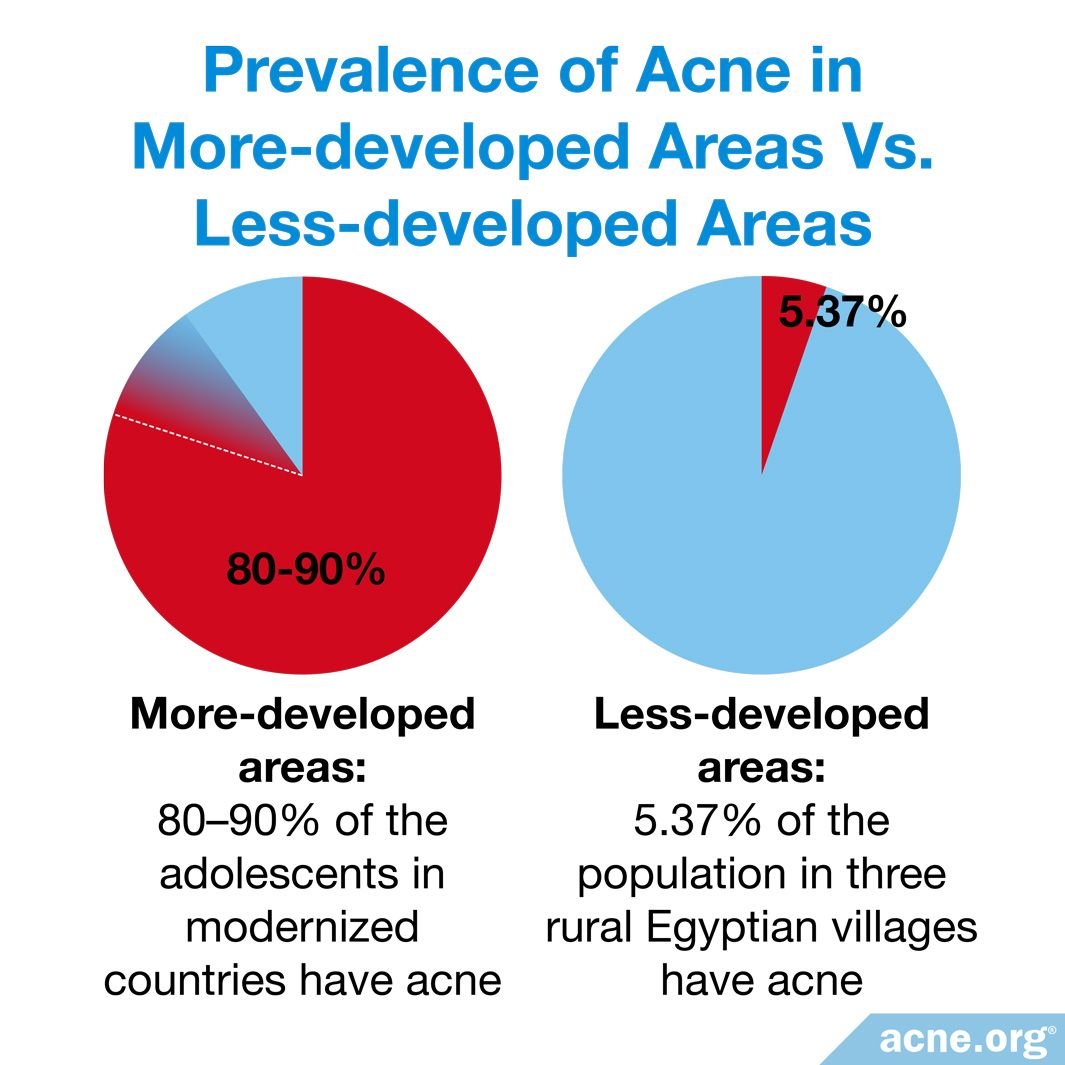 Prevalence of Acne in
More-developed Areas Vs.
Less-developed Areas
80-90%
5.37%
More-developed
areas:
80–90% of the
adolescents in
modernized
countries have acne
Less-developed
areas:
5.37% of the
population in three
rural Egyptian villages
have acne
acne.org®